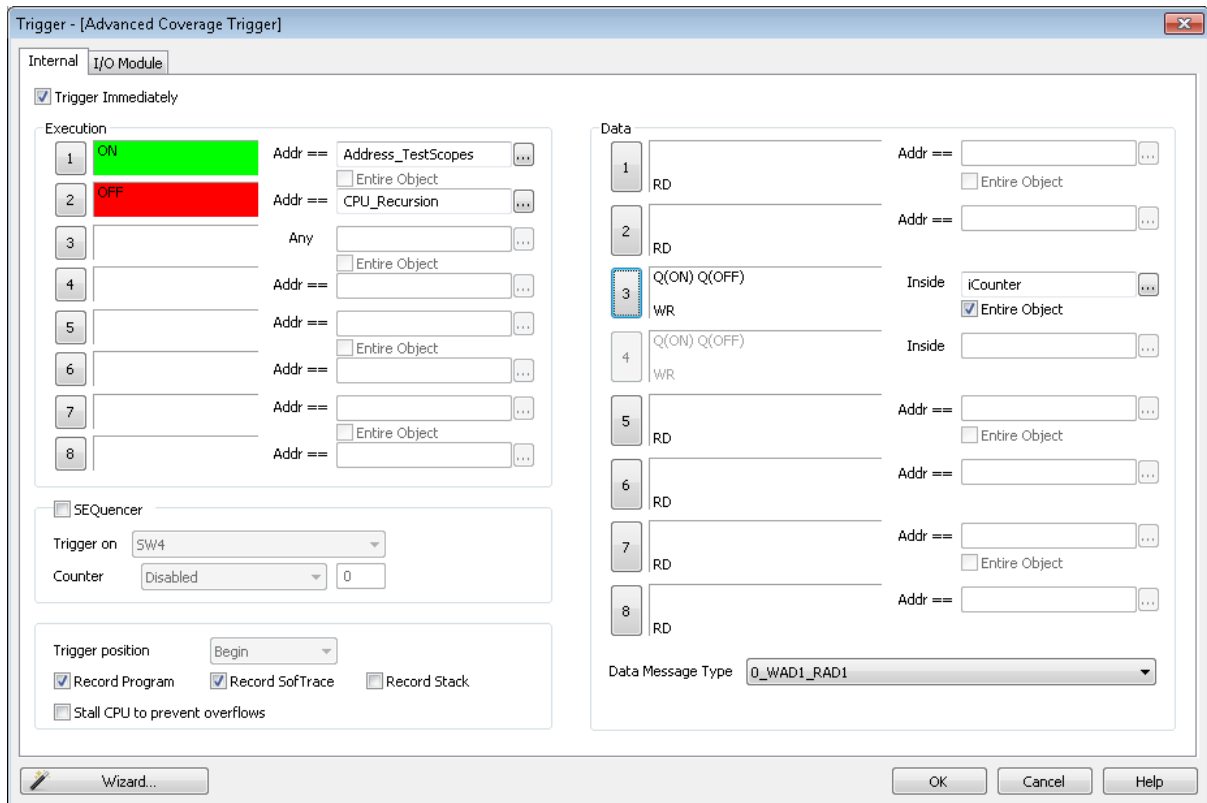 Trigger - [Advanced Coverage Trigger]
Internal
I/O Module
Trigger Immediately
Execution
1 ON Addr == Address_TestScopes ...
Entire Object
2 OFF Addr == CPU_Recursion ...
3 Any ...
Entire Object
4 Addr == ...
5 Addr == ...
Entire Object
6 Addr == ...
7 Addr == ...
Entire Object
8 Addr == ...
SEQuencer
Trigger on SW4
Counter Disabled 0
Trigger position Begin
Record Program Record SofTrace Record Stack
Stall CPU to prevent overflows
Data
1 RD Addr == ...
Entire Object
2 RD Addr == ...
3 Q(ON) Q(OFF) Inside iCounter ...
WR Entire Object
4 Q(ON) Q(OFF) Inside ...
WR
5 RD Addr == ...
Entire Object
6 RD Addr == ...
7 RD Addr == ...
Entire Object
8 RD Addr == ...
Data Message Type 0_WAD1_RAD1
Wizard... OK Cancel Help